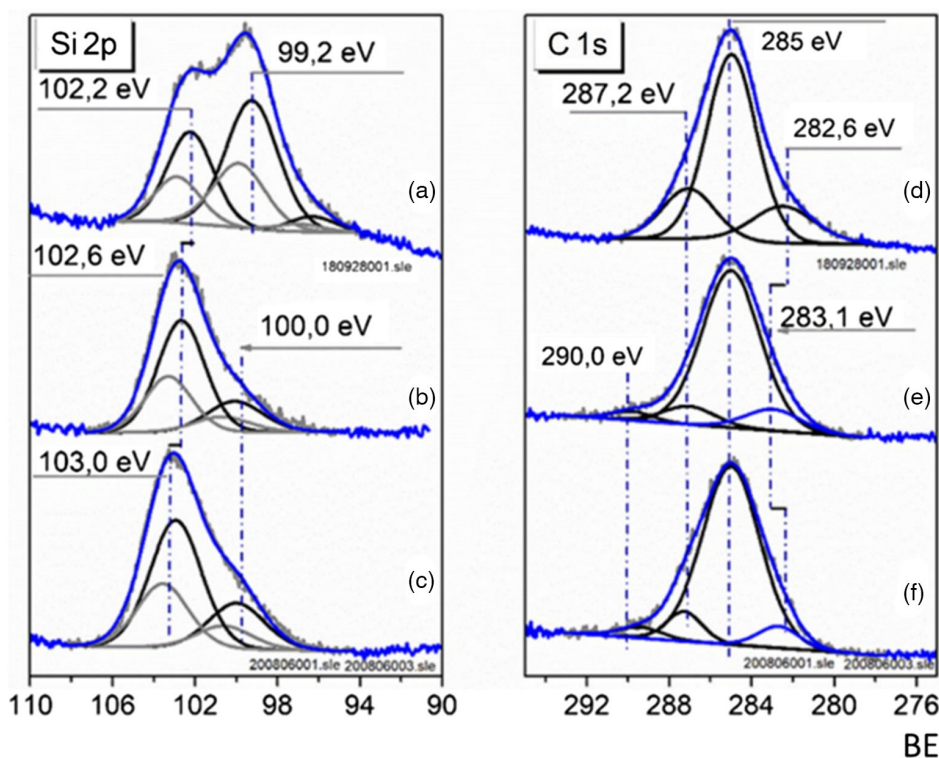 Si 2p
99,2 eV
102,2 eV
(a)
180928001.sle
102,6 eV
100,0 eV
(b)
103,0 eV
(c)
200806001.sle 200806003.sle
110 106 102 98 94 90
C 1s
285 eV
287,2 eV
282,6 eV
(d)
180928001.sle
283,1 eV
290,0 eV
(e)
(f)
200806001.sle 200806003.sle
292 288 284 280 276
BE